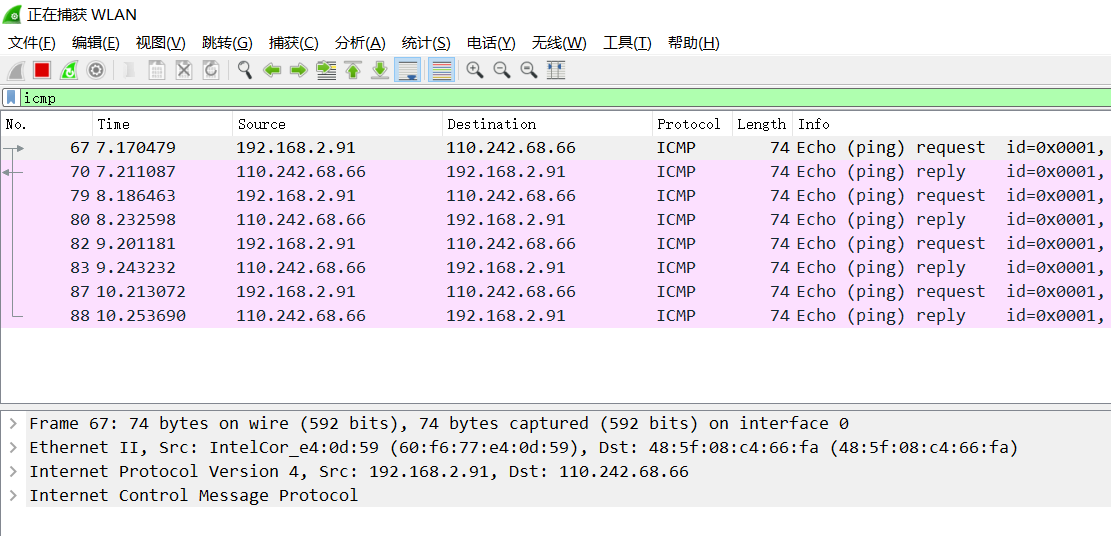 正在捕获 WLAN
文件(F) 编辑(E) 视图(V) 跳转(G) 捕获(C) 分析(A) 统计(S) 电话(Y) 无线(W) 工具(T) 帮助(H)
icmp
No. Time Source Destination Protocol Length Info
67 7.170479 192.168.2.91 110.242.68.66 ICMP 74 Echo (ping) request id=0x0001,
70 7.211087 110.242.68.66 192.168.2.91 ICMP 74 Echo (ping) reply id=0x0001,
79 8.186463 192.168.2.91 110.242.68.66 ICMP 74 Echo (ping) request id=0x0001,
80 8.232598 110.242.68.66 192.168.2.91 ICMP 74 Echo (ping) reply id=0x0001,
82 9.201181 192.168.2.91 110.242.68.66 ICMP 74 Echo (ping) request id=0x0001,
83 9.243232 110.242.68.66 192.168.2.91 ICMP 74 Echo (ping) reply id=0x0001,
87 10.213072 192.168.2.91 110.242.68.66 ICMP 74 Echo (ping) request id=0x0001,
88 10.253690 110.242.68.66 192.168.2.91 ICMP 74 Echo (ping) reply id=0x0001,
Frame 67: 74 bytes on wire (592 bits), 74 bytes captured (592 bits) on interface 0
Ethernet II, Src: IntelCor_e4:0d:59 (60:f6:77:e4:0d:59), Dst: 48:5f:08:c4:66:fa (48:5f:08:c4:66:fa)
Internet Protocol Version 4, Src: 192.168.2.91, Dst: 110.242.68.66
Internet Control Message Protocol